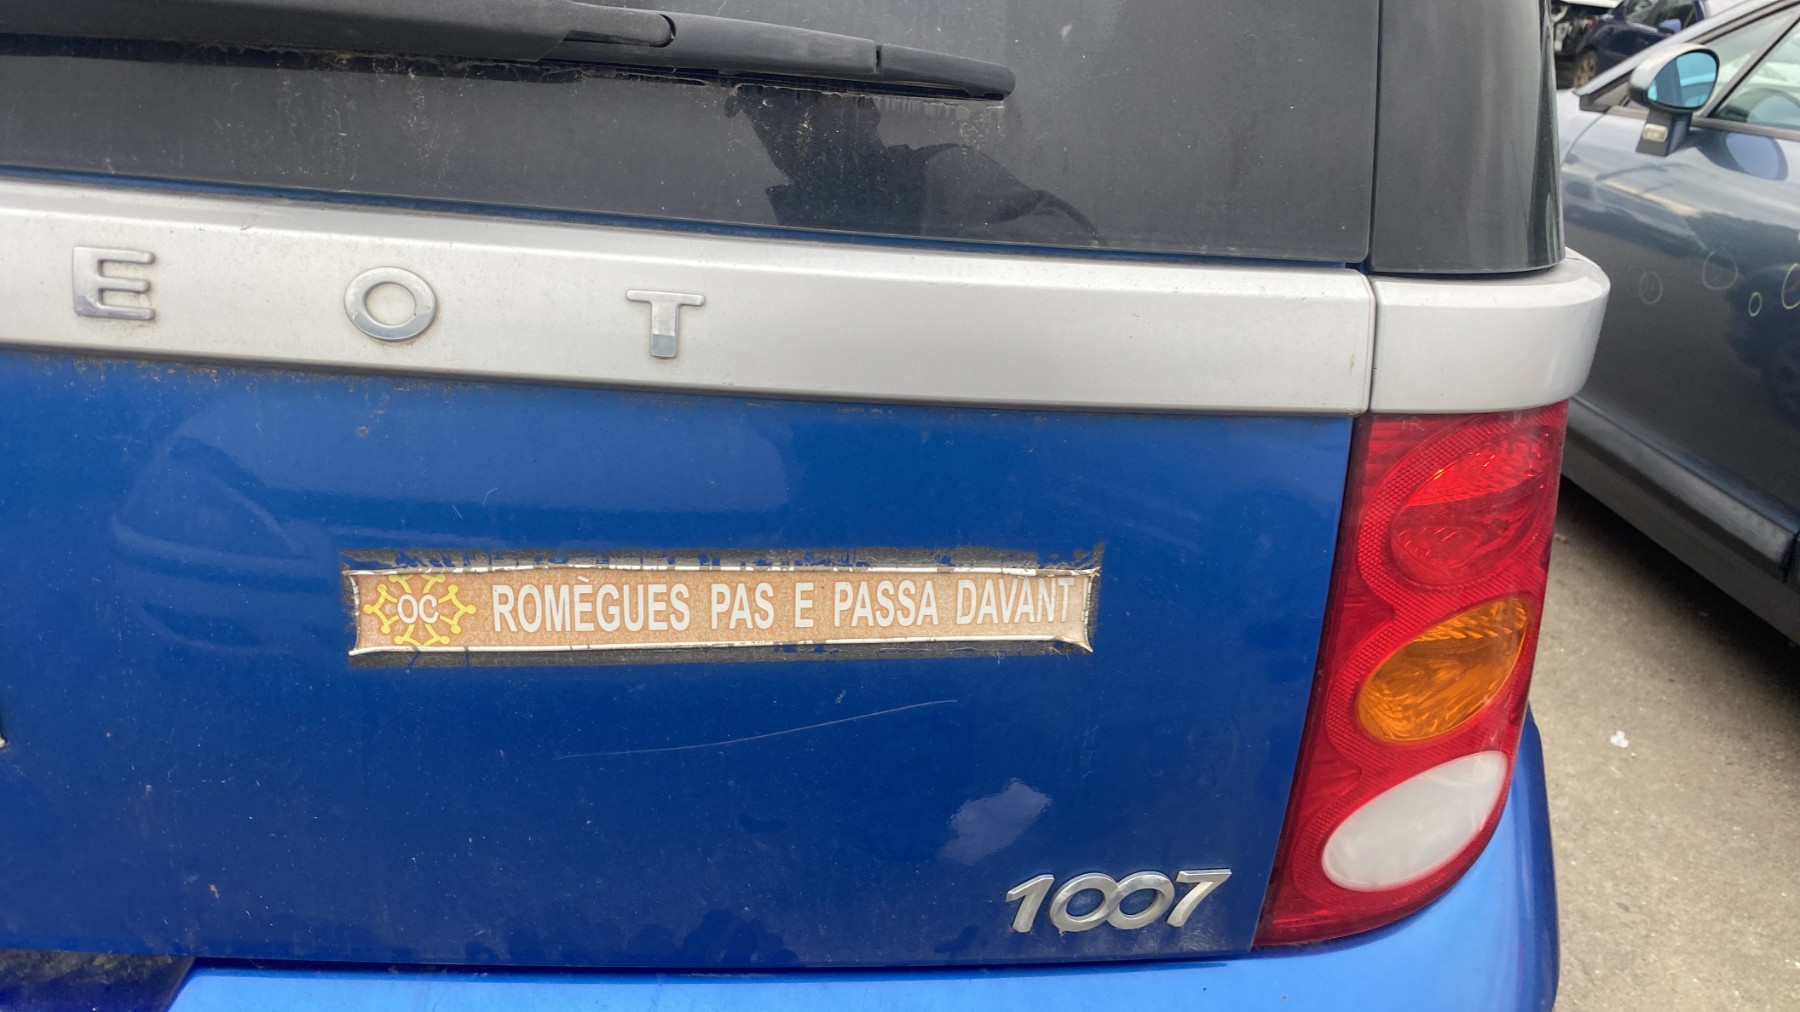 EOT
OC ROMÈGUES PAS E PASSA DAVANT
1007